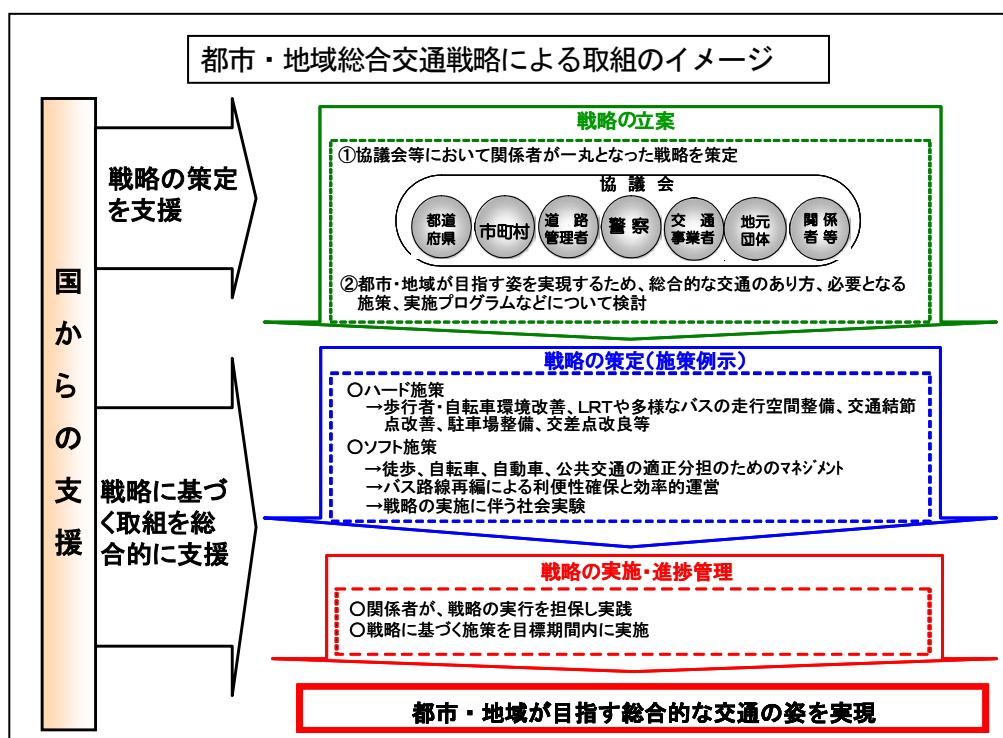 都市・地域総合交通戦略による取組のイメージ
国からの支援
戦略の策定
を支援
戦略に基づ
く取組を総
合的に支援
戦略の立案
①協議会等において関係者が一丸となった戦略を策定
協 議 会
都道
府県
市町村
道 路
管理者
警 察
交 通
事業者
地元
団体
関 係
者 等
②都市・地域が目指す姿を実現するため、総合的な交通のあり方、必要となる
施策、実施プログラムなどについて検討
戦略の策定（施策例示）
○ハード施策
→歩行者・自転車環境改善、LRTや多様なバスの走行空間整備、交通結節
点改善、駐車場整備、交差点改良等
○ソフト施策
→徒歩、自転車、自動車、公共交通の適正分担のためのマネジメント
→バス路線再編による利便性確保と効率的運営
→戦略の実施に伴う社会実験
戦略の実施・進捗管理
○関係者が、戦略の実行を担保し実践
○戦略に基づく施策を目標期間内に実施
都市・地域が目指す総合的な交通の姿を実現